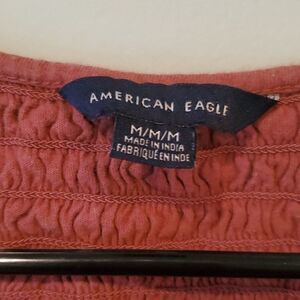 AMERICAN EAGLE
M/M/M
MADE IN INDIA
FABRIQUÉ EN INDE